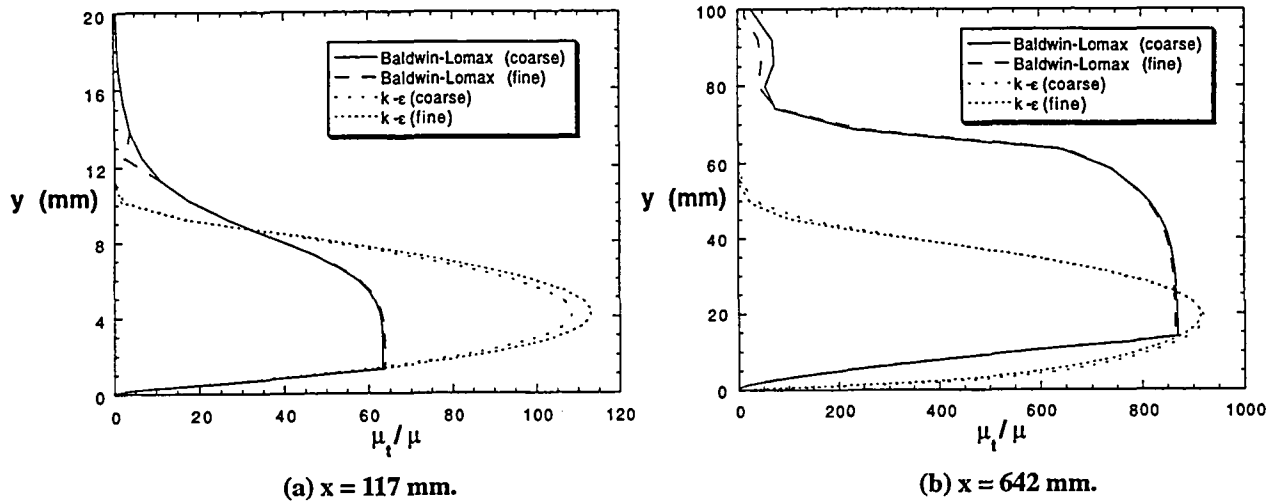 20
16
12
8
4
0
y (mm)
Baldwin-Lomax (coarse)
Baldwin-Lomax (fine)
k-ε (coarse)
k-ε (fine)
0 20 40 60 80 100 120
μt/μ
(a) x = 117 mm.
100
80
60
40
20
0
y (mm)
Baldwin-Lomax (coarse)
Baldwin-Lomax (fine)
k-ε (coarse)
k-ε (fine)
0 200 400 600 800 1000
μt/μ
(b) x = 642 mm.